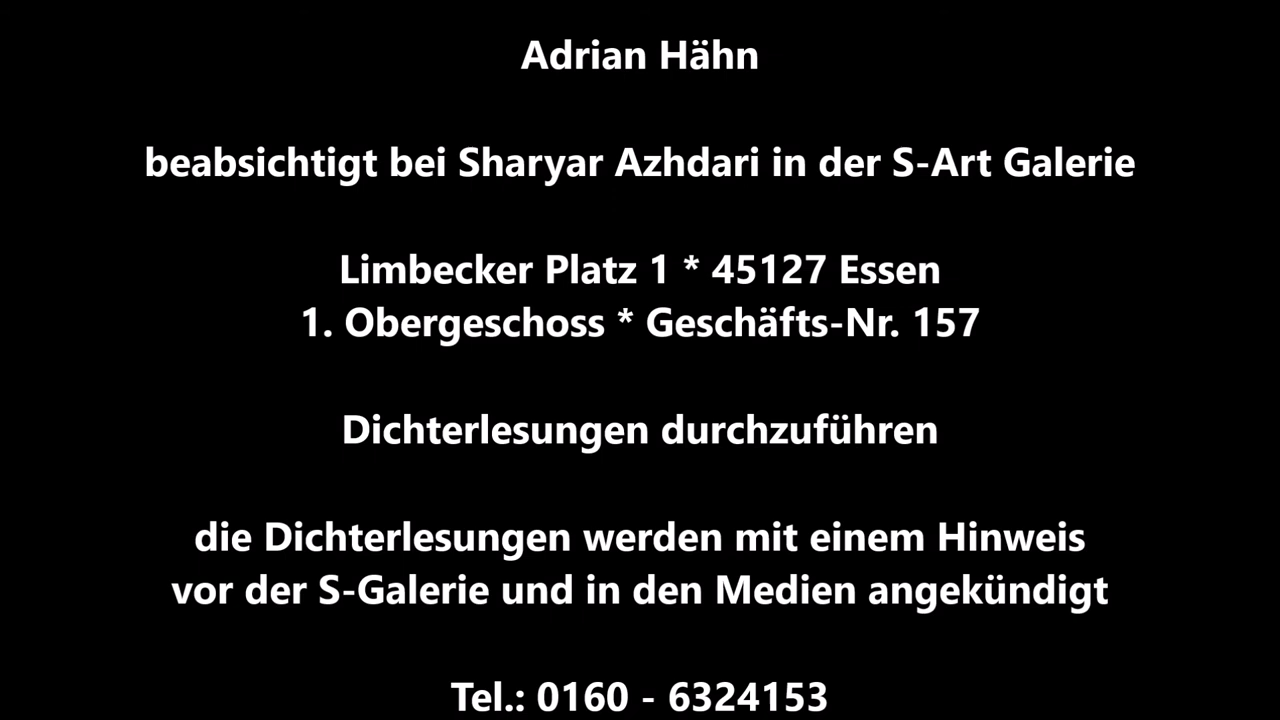 Adrian Hähn
beabsichtigt bei Sharyar Azhdari in der S-Art Galerie
Limbecker Platz 1 * 45127 Essen
1. Obergeschoss * Geschäfts-Nr. 157
Dichterlesungen durchzuführen
die Dichterlesungen werden mit einem Hinweis
vor der S-Galerie und in den Medien angekündigt
Tel.: 0160 - 6324153